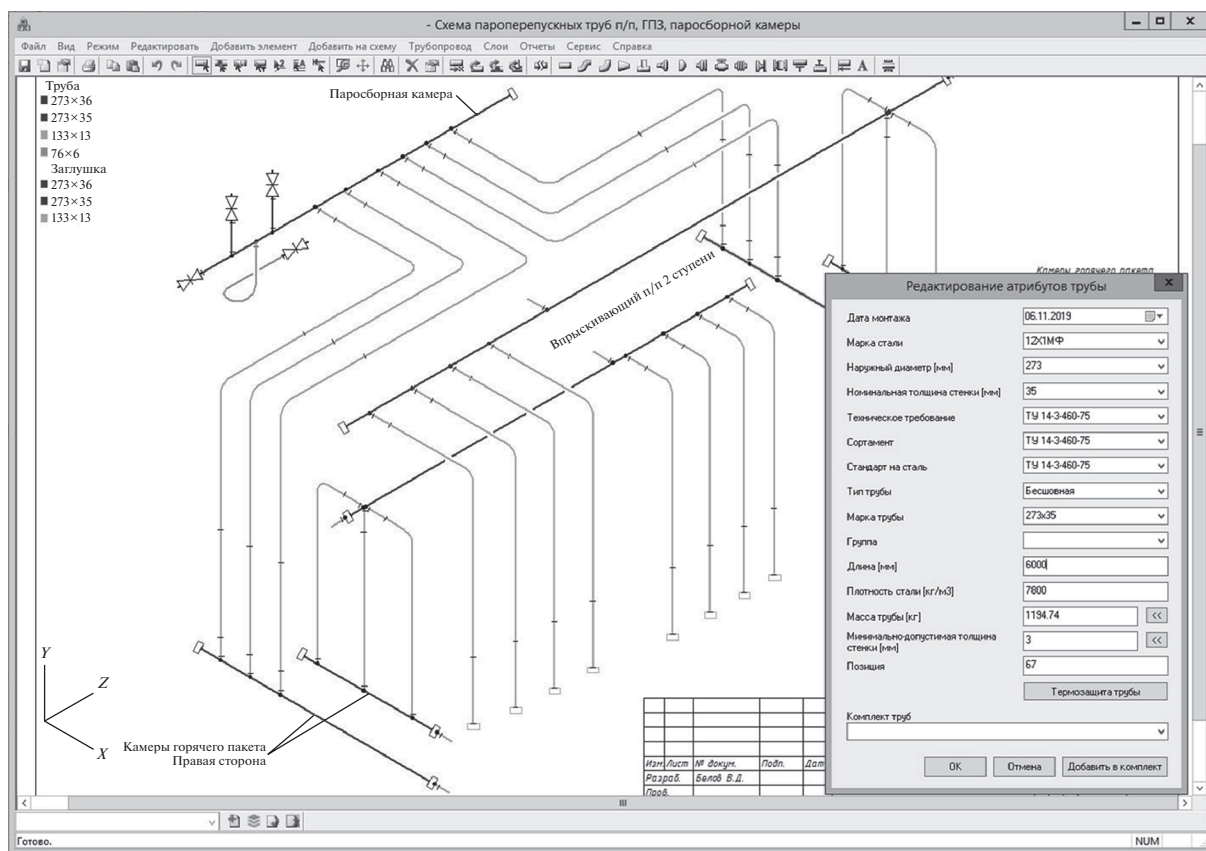 - Схема пароперепускных труб п/п, ГПЗ, паросборной камеры
Файл Вид Режим Редактировать Добавить элемент Добавить на схему Трубопровод Слои Отчеты Сервис Справка
Труба
273×36
273×35
133×13
76×6
Заглушка
273×36
273×35
133×13
Паросборная камера
Впрыскивающий п/п 2 ступени
Камеры горячего пакета
Y
Z
X
Камеры горячего пакета
Правая сторона
Изм. Лист № докум. Подп. Дат
Разраб. Белов В.Д.
Пров.
Редактирование атрибутов трубы
Дата монтажа 06.11.2019
Марка стали 12Х1МФ
Наружный диаметр [мм] 273
Номинальная толщина стенки [мм] 35
Техническое требование ТУ 14-3-460-75
Сортамент ТУ 14-3-460-75
Стандарт на сталь ТУ 14-3-460-75
Тип трубы Бесшовная
Марка трубы 273x35
Группа
Длина [мм] 6000
Плотность стали [кг/м3] 7800
Масса трубы [кг] 1194.74 <<
Минимально-допустимая толщина
стенки [мм] 3 <<
Позиция 67
Термозащита трубы
Комплект труб
OK Отмена Добавить в комплект
Готово.
NUM